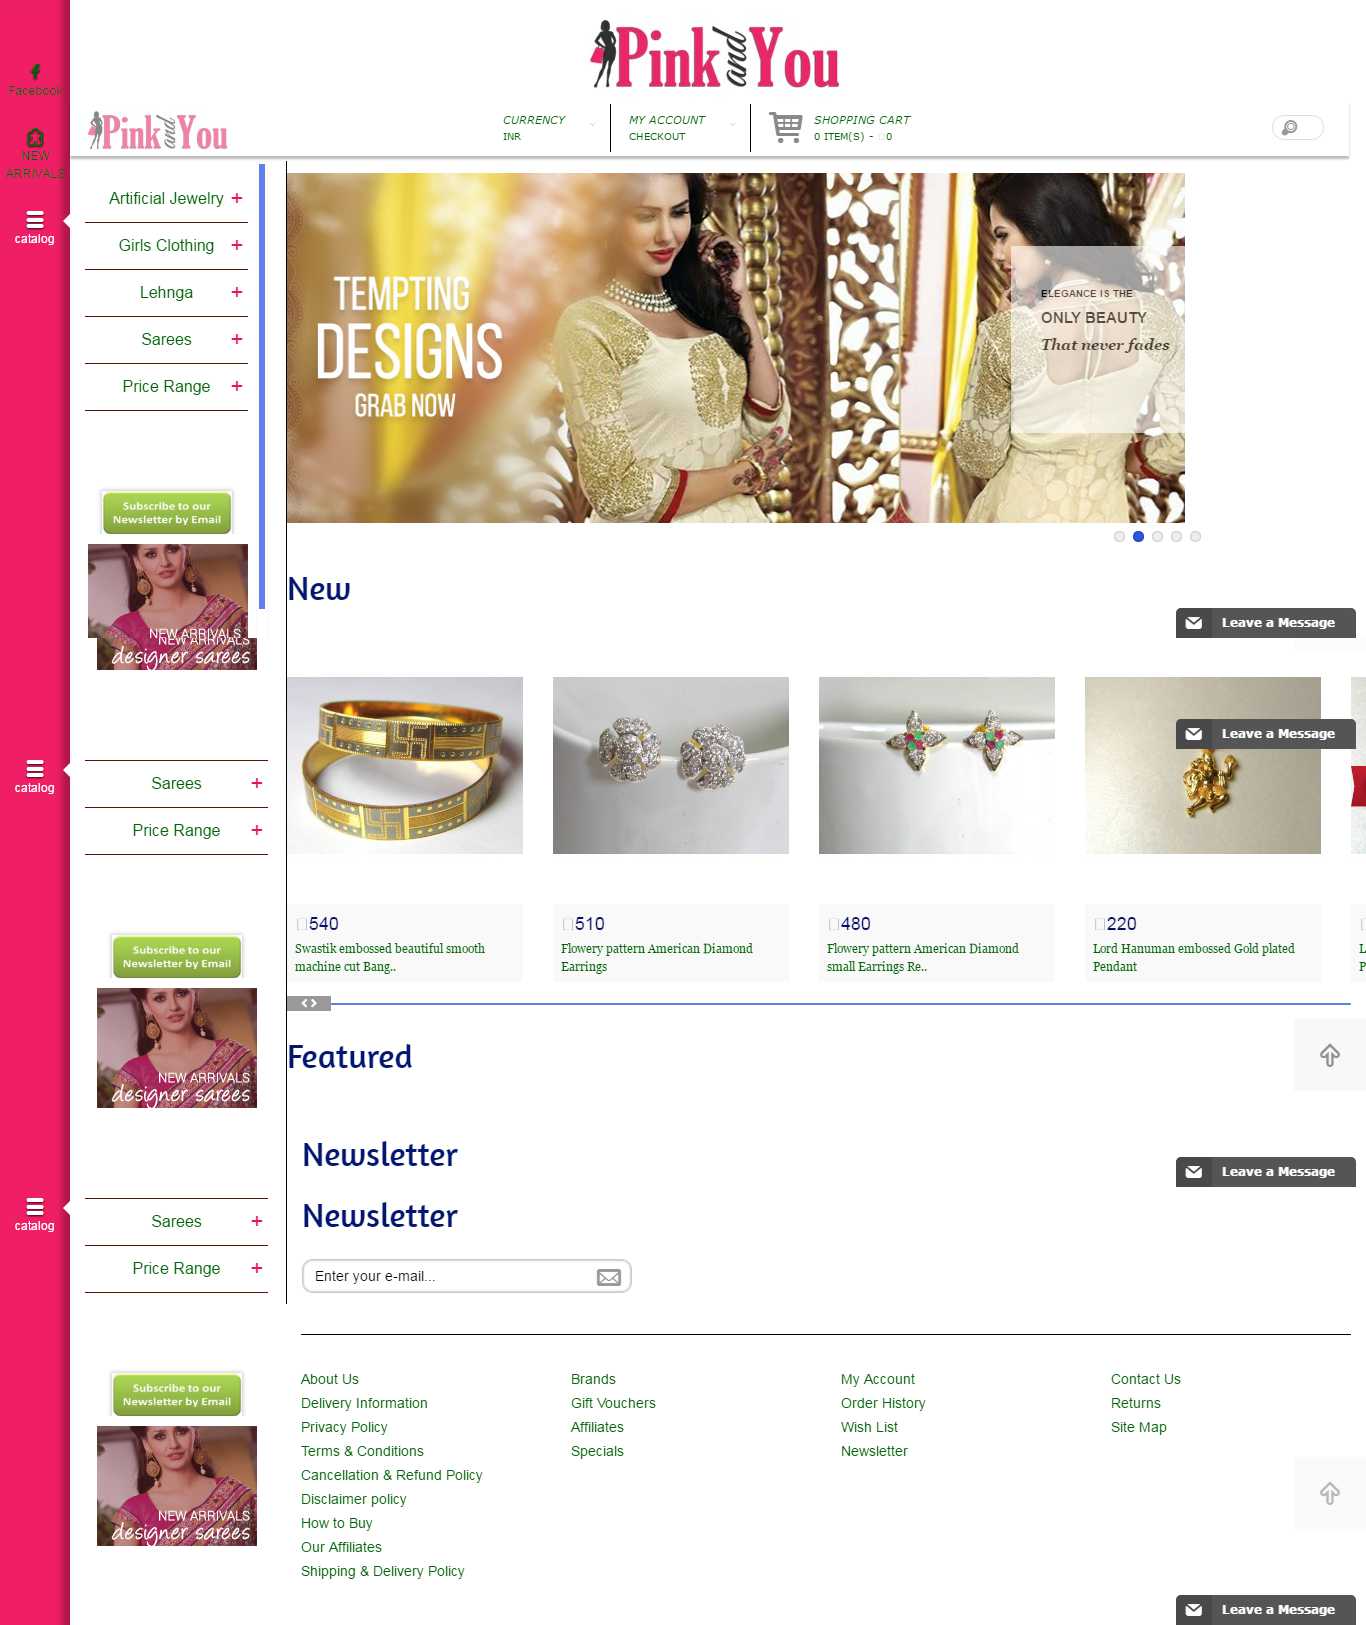 Pink and You
Facebook
NEW
ARRIVALS
catalog
Pink and You
CURRENCY
INR
MY ACCOUNT
CHECKOUT
SHOPPING CART
0 ITEM(S) - 0
Artificial Jewelry +
Girls Clothing +
Lehnga +
Sarees +
Price Range +
TEMPTING
DESIGNS
GRAB NOW
ELEGANCE IS THE
ONLY BEAUTY
That never fades
Subscribe to our
Newsletter by Email
NEW ARRIVALS
NEW ARRIVALS
designer sarees
New
Leave a Message
Leave a Message
540
Swastik embossed beautiful smooth
machine cut Bang..
510
Flowery pattern American Diamond
Earrings
480
Flowery pattern American Diamond
small Earrings Re..
220
Lord Hanuman embossed Gold plated
Pendant
L
P
catalog
Sarees +
Price Range +
Subscribe to our
Newsletter by Email
NEW ARRIVALS
designer sarees
Featured
Newsletter
Leave a Message
Newsletter
Enter your e-mail...
catalog
Sarees +
Price Range +
Subscribe to our
Newsletter by Email
NEW ARRIVALS
designer sarees
About Us
Delivery Information
Privacy Policy
Terms & Conditions
Cancellation & Refund Policy
Disclaimer policy
How to Buy
Our Affiliates
Shipping & Delivery Policy
Brands
Gift Vouchers
Affiliates
Specials
My Account
Order History
Wish List
Newsletter
Contact Us
Returns
Site Map
Leave a Message